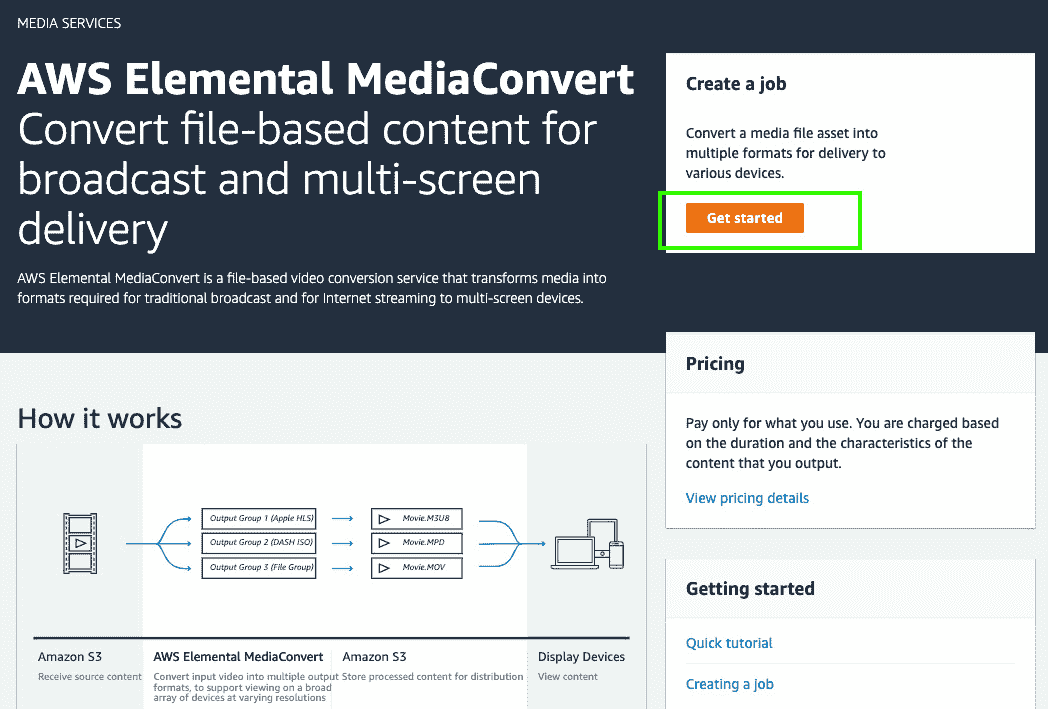 MEDIA SERVICES
AWS Elemental MediaConvert
Convert file-based content for
broadcast and multi-screen
delivery
AWS Elemental MediaConvert is a file-based video conversion service that transforms media into
formats required for traditional broadcast and for internet streaming to multi-screen devices.
Create a job
Convert a media file asset into
multiple formats for delivery to
various devices.
Get started
Pricing
Pay only for what you use. You are charged based
on the duration and the characteristics of the
content that you output.
View pricing details
Getting started
Quick tutorial
Creating a job
How it works
Output Group 1 (Apple HLS)
Movie.M3U8
Output Group 2 (DASH ISO)
Movie.MPD
Output Group 3 (File Group)
Movie.MOV
Amazon S3
Receive source content
AWS Elemental MediaConvert
Convert input video into multiple output
formats, to support viewing on a broad
array of devices at varying resolutions
Amazon S3
Store processed content for distribution
Display Devices
View content